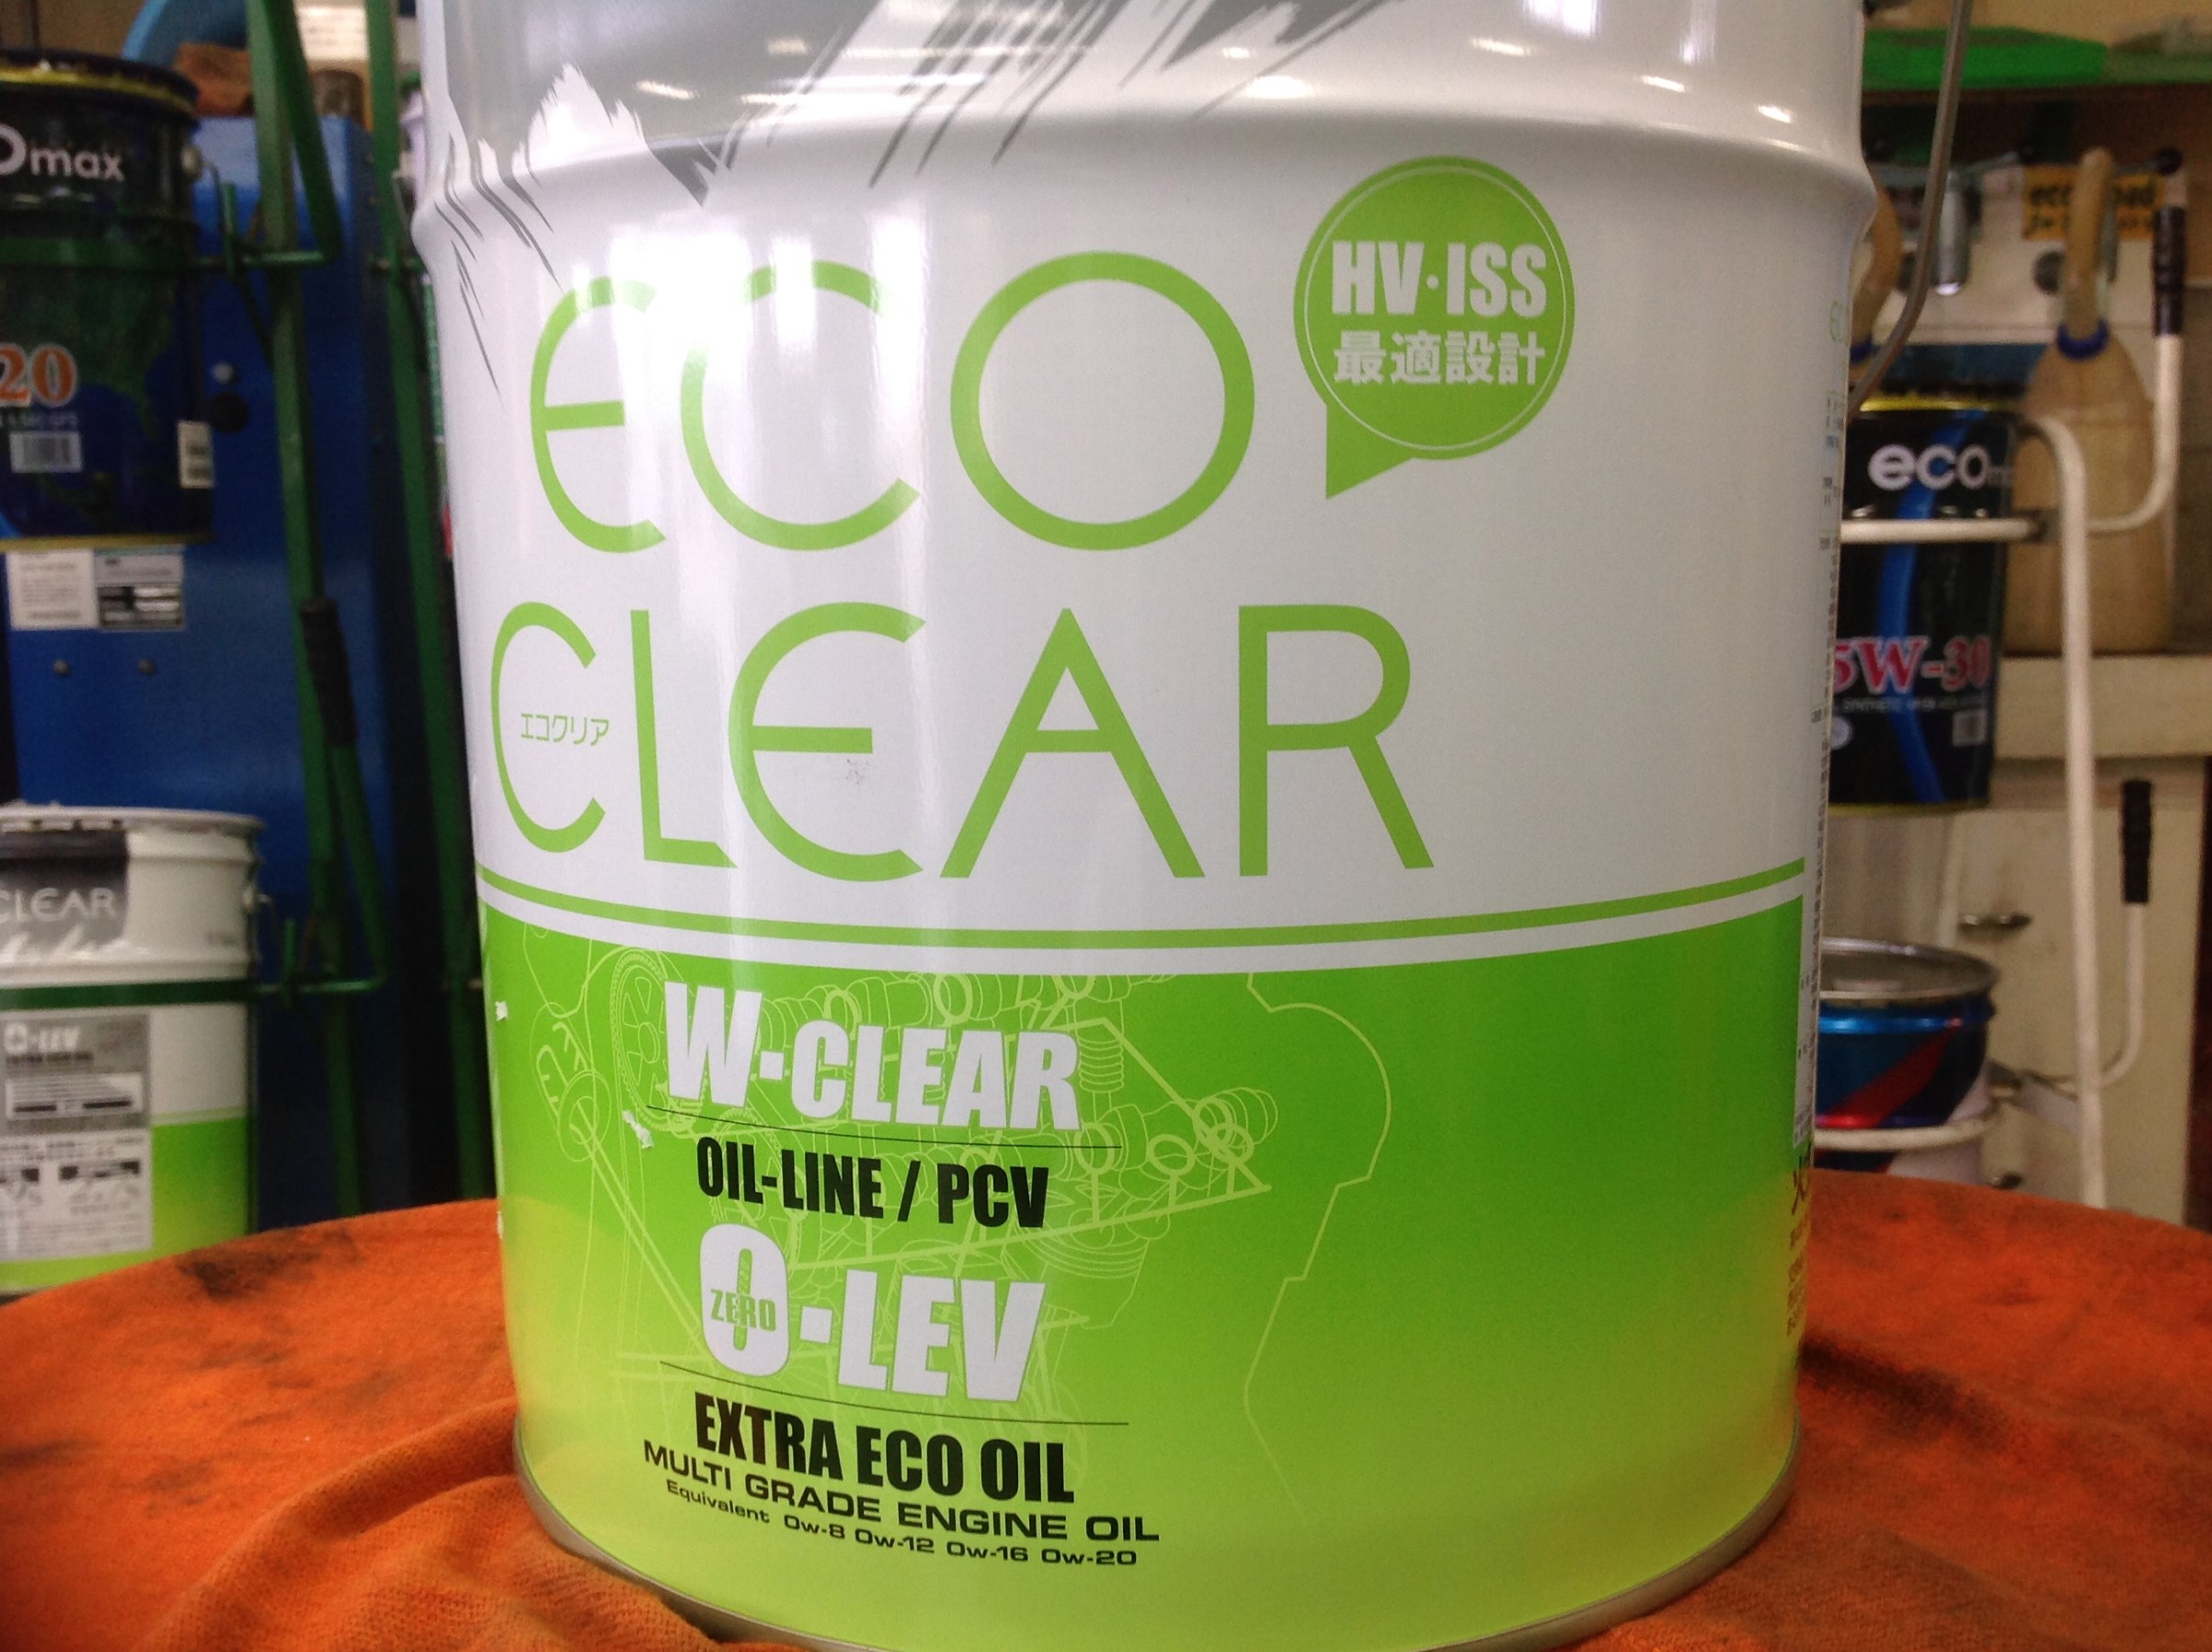 ECO
HV・ISS
最適設計
CLEAR
エコクリア
W-CLEAR
OIL-LINE / PCV
0-LEV
ZERO
EXTRA ECO OIL
MULTI GRADE ENGINE OIL
Equivalent 0w-8 0w-12 0w-16 0w-20
max
20
CLEAR
0-LEV
eco
5W-30